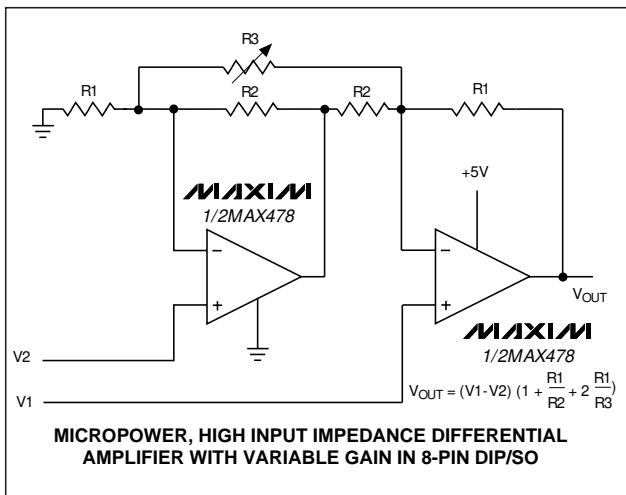 R3
R1
R2
R2
R1
+5V
MAXIM
1/2MAX478
−
+
−
+
VOUT
V2
MAXIM
1/2MAX478
V1
VOUT = (V1-V2) (1 + R1/R2 + 2 R1/R3)
MICROPOWER, HIGH INPUT IMPEDANCE DIFFERENTIAL
AMPLIFIER WITH VARIABLE GAIN IN 8-PIN DIP/SO